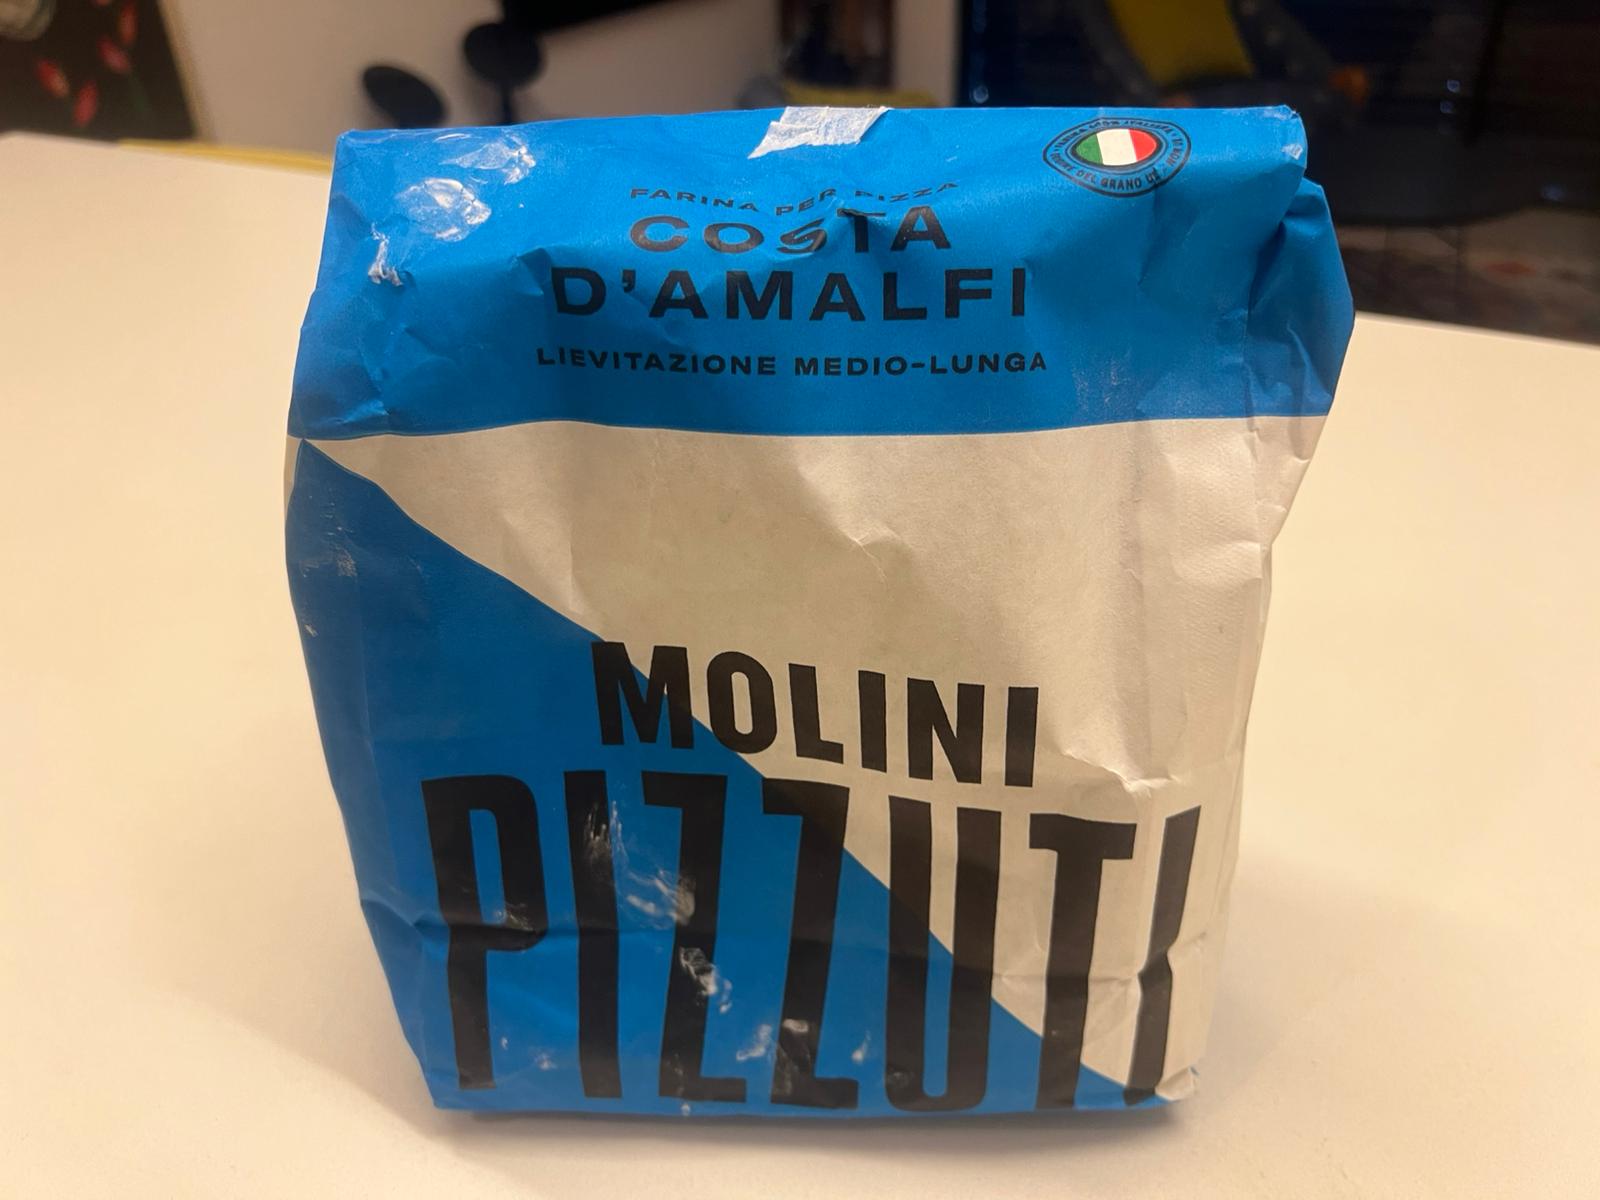 FARINA PER PIZZA
COSTA
D'AMALFI
LIEVITAZIONE MEDIO-LUNGA
MOLINI
PIZZUTI